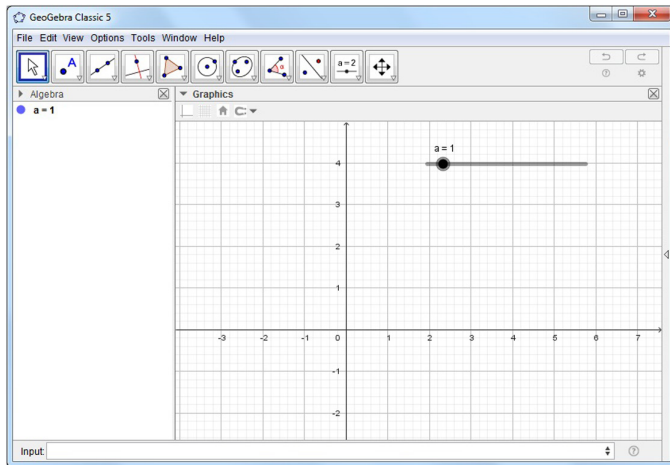 GeoGebra Classic 5
File Edit View Options Tools Window Help
A
a = 2
Algebra
Graphics
a = 1
a = 1
4
3
2
1
-3 -2 -1 0 1 2 3 4 5 6 7
-1
-2
Input: